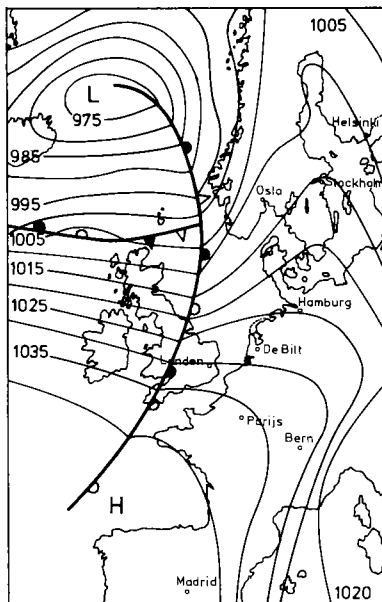 1005
L
975
Helsinki
985
Stockholm
Oslo
995
1005
1015
Hamburg
1025
De Bilt
1035
Londen
Parijs
Bern
H
Madrid
1020